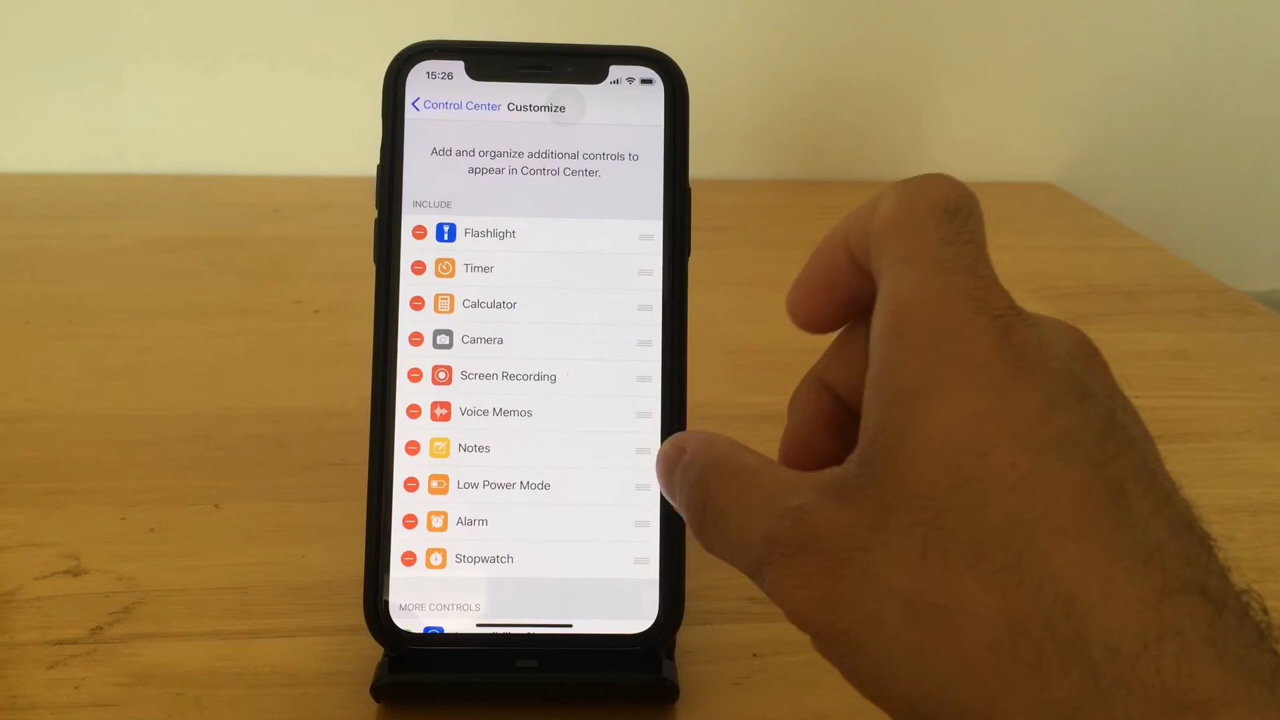 15:26
Control Center Customize
Add and organize additional controls to
appear in Control Center.
INCLUDE
Flashlight
Timer
Calculator
Camera
Screen Recording
Voice Memos
Notes
Low Power Mode
Alarm
Stopwatch
MORE CONTROLS